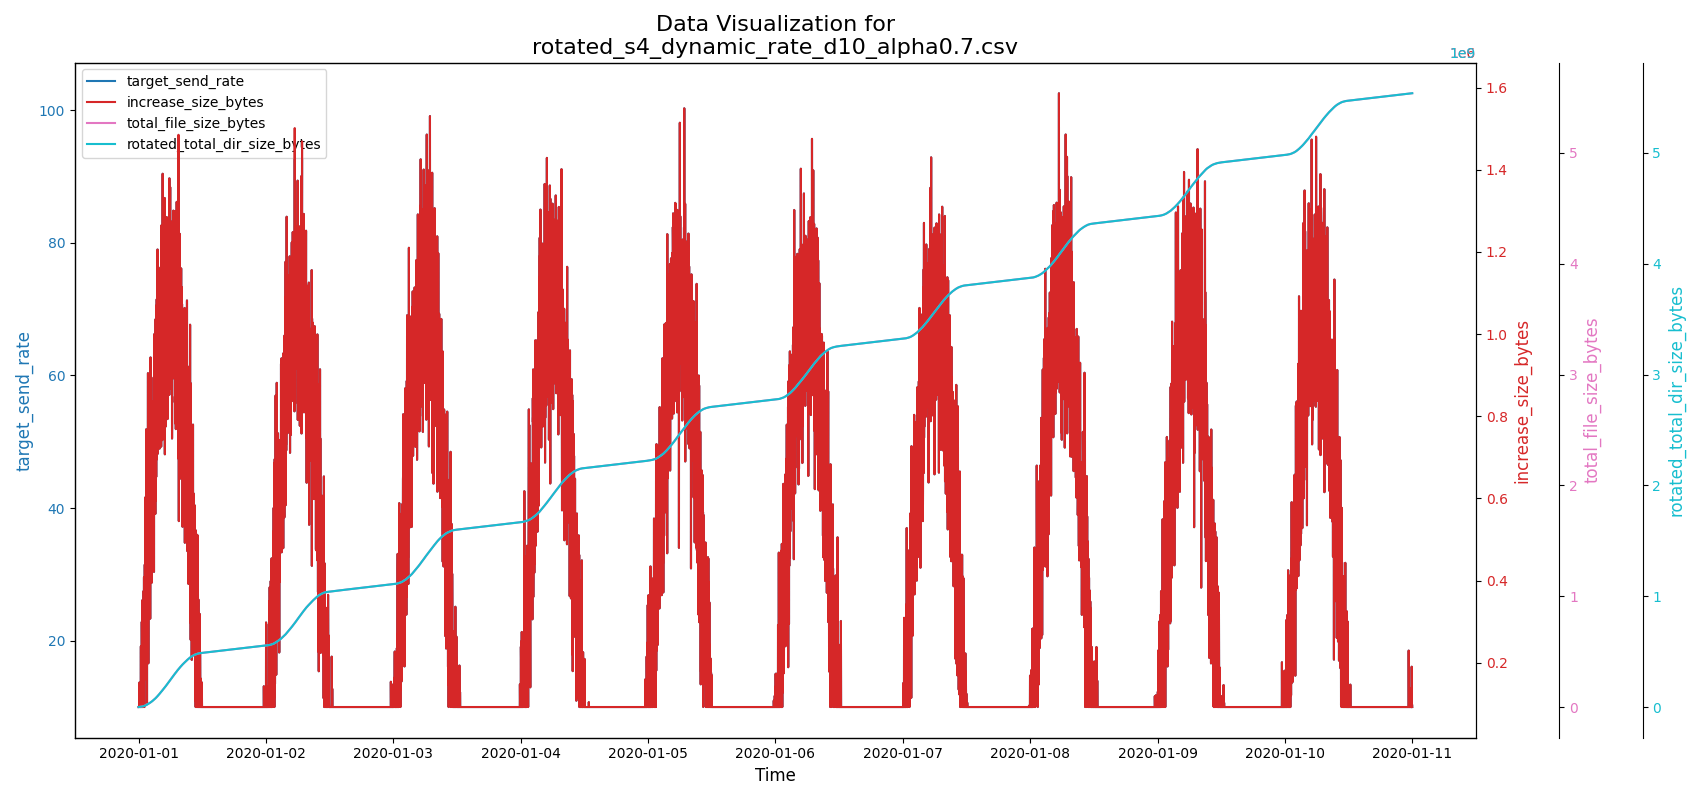 Data Visualization for
rotated_s4_dynamic_rate_d10_alpha0.7.csv
target_send_rate
increase_size_bytes
total_file_size_bytes
rotated_total_dir_size_bytes
100
80
60
40
20
target_send_rate
1.6
1.4
1.2
1.0
0.8
0.6
0.4
0.2
increase_size_bytes
5
4
3
2
1
0
total_file_size_bytes
5
4
3
2
1
0
rotated_total_dir_size_bytes
2020-01-01 2020-01-02 2020-01-03 2020-01-04 2020-01-05 2020-01-06 2020-01-07 2020-01-08 2020-01-09 2020-01-10 2020-01-11
Time